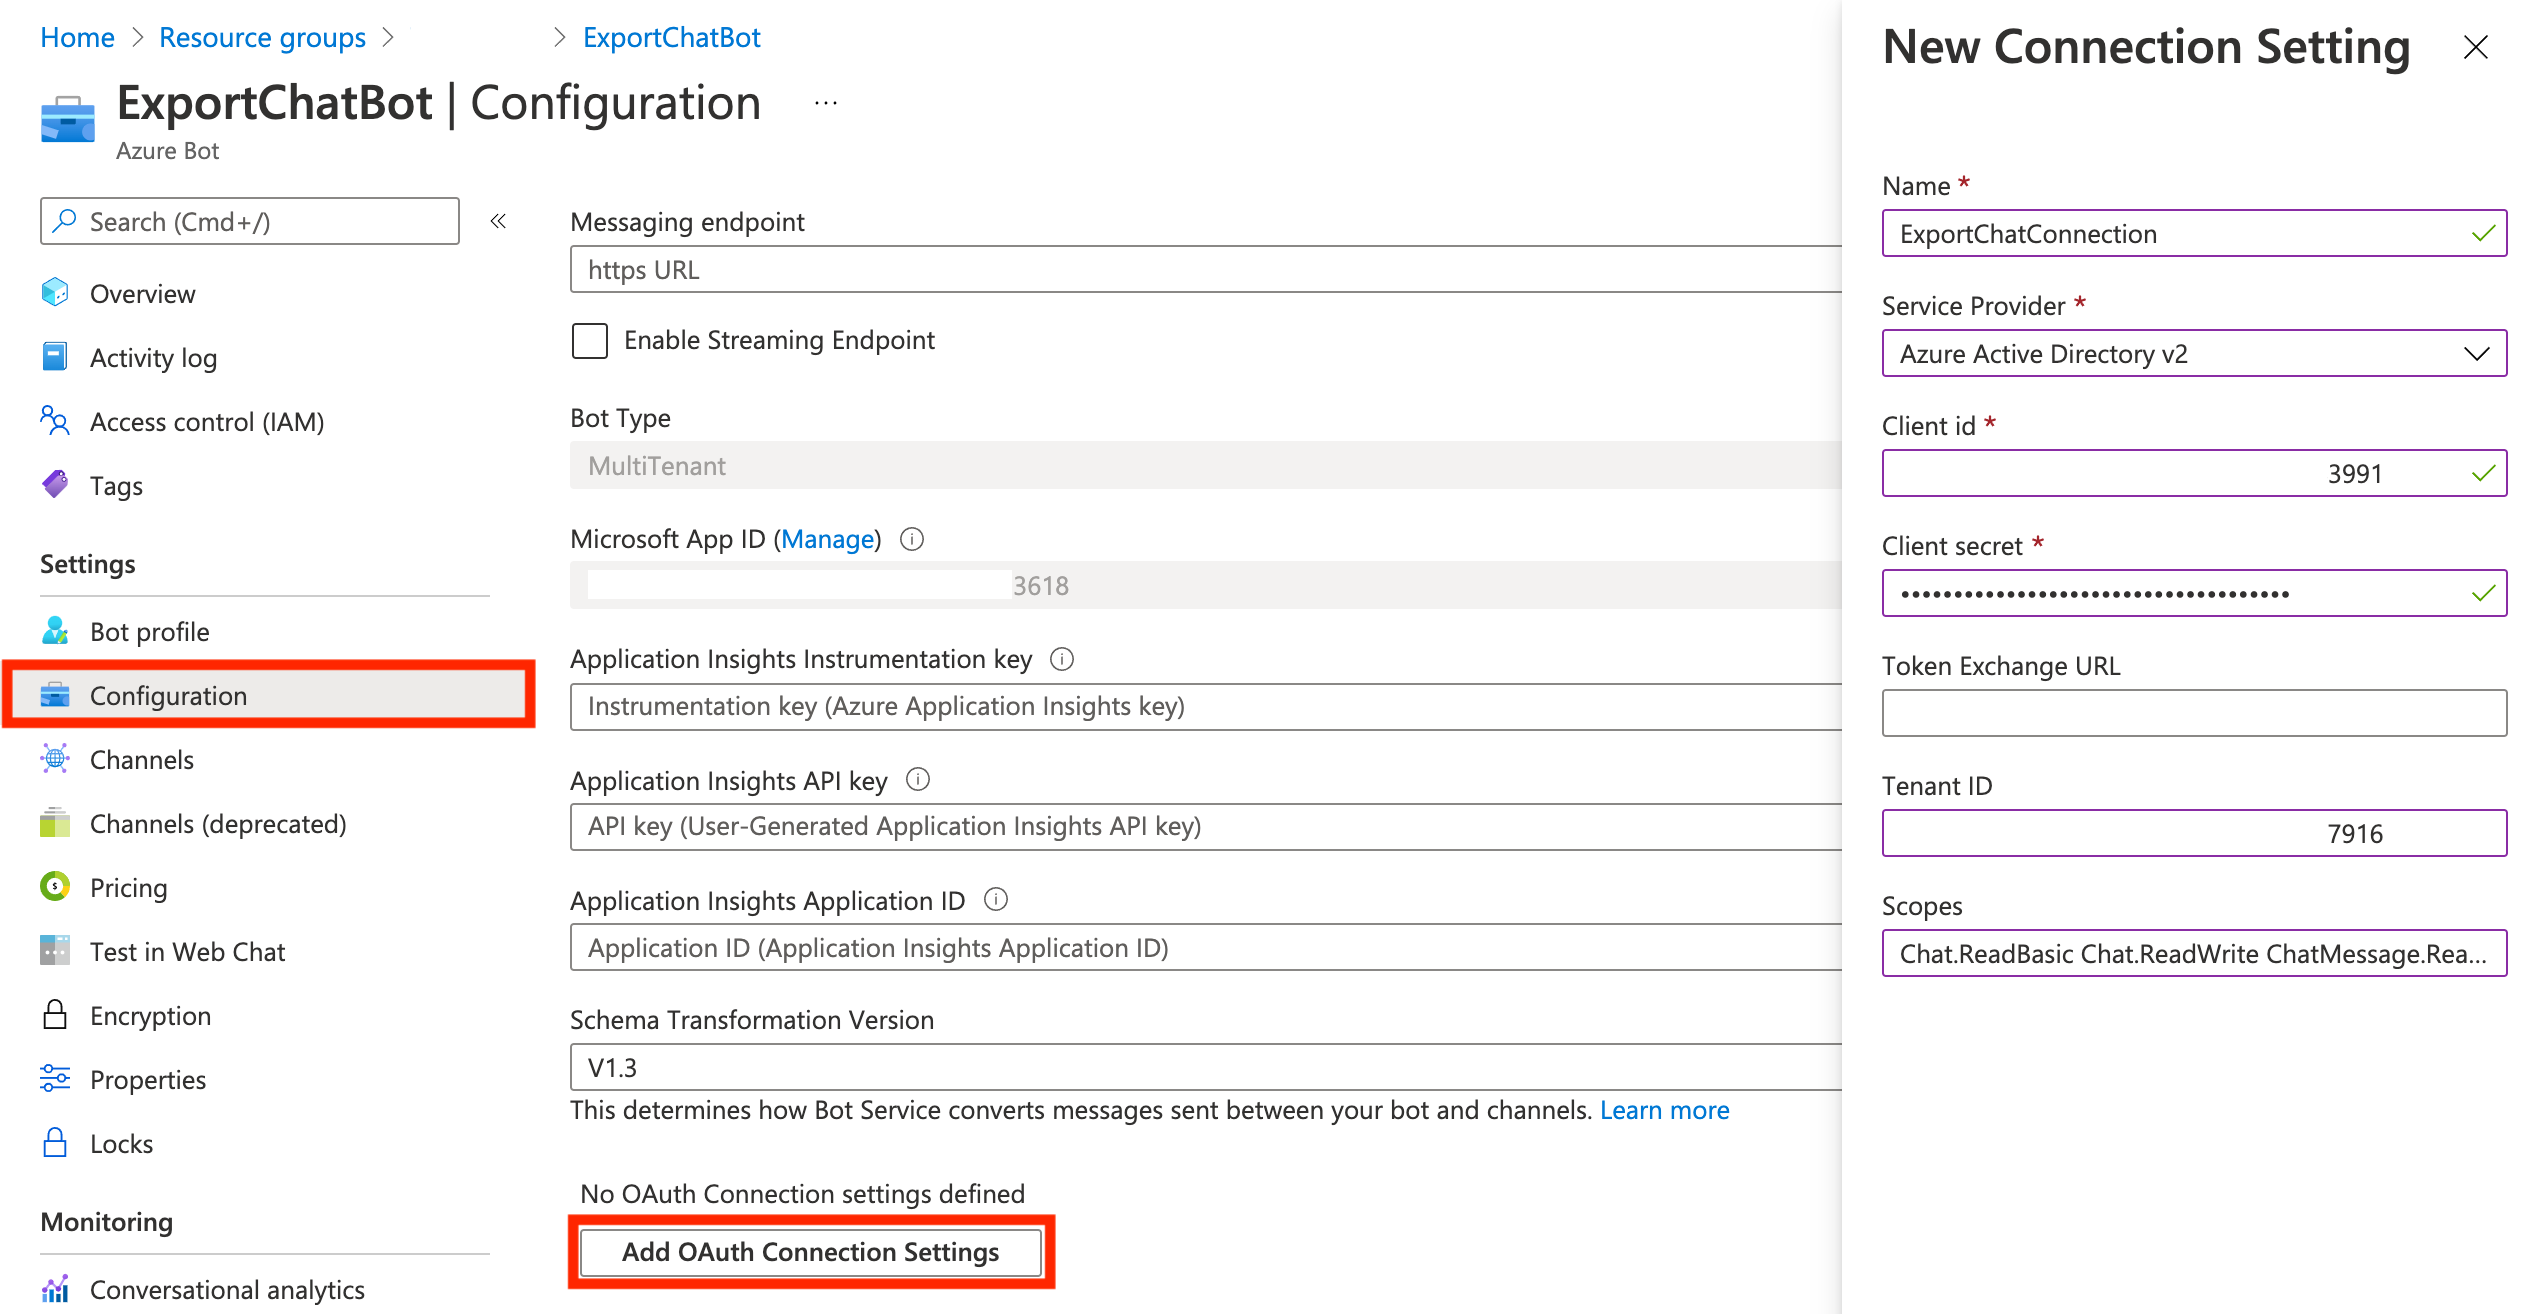 Home > Resource groups > > ExportChatBot
ExportChatBot | Configuration ...
Azure Bot
Search (Cmd+/) «
Overview
Activity log
Access control (IAM)
Tags
Settings
Bot profile
Configuration
Channels
Channels (deprecated)
Pricing
Test in Web Chat
Encryption
Properties
Locks
Monitoring
Conversational analytics
Messaging endpoint
https URL
Enable Streaming Endpoint
Bot Type
MultiTenant
Microsoft App ID (Manage)
3618
Application Insights Instrumentation key
Instrumentation key (Azure Application Insights key)
Application Insights API key
API key (User-Generated Application Insights API key)
Application Insights Application ID
Application ID (Application Insights Application ID)
Schema Transformation Version
V1.3
This determines how Bot Service converts messages sent between your bot and channels. Learn more
No OAuth Connection settings defined
Add OAuth Connection Settings
New Connection Setting
Name *
ExportChatConnection
Service Provider *
Azure Active Directory v2
Client id *
3991
Client secret *
•••••••••••••••••••••••••••••••••••••
Token Exchange URL
Tenant ID
7916
Scopes
Chat.ReadBasic Chat.ReadWrite ChatMessage.Rea...